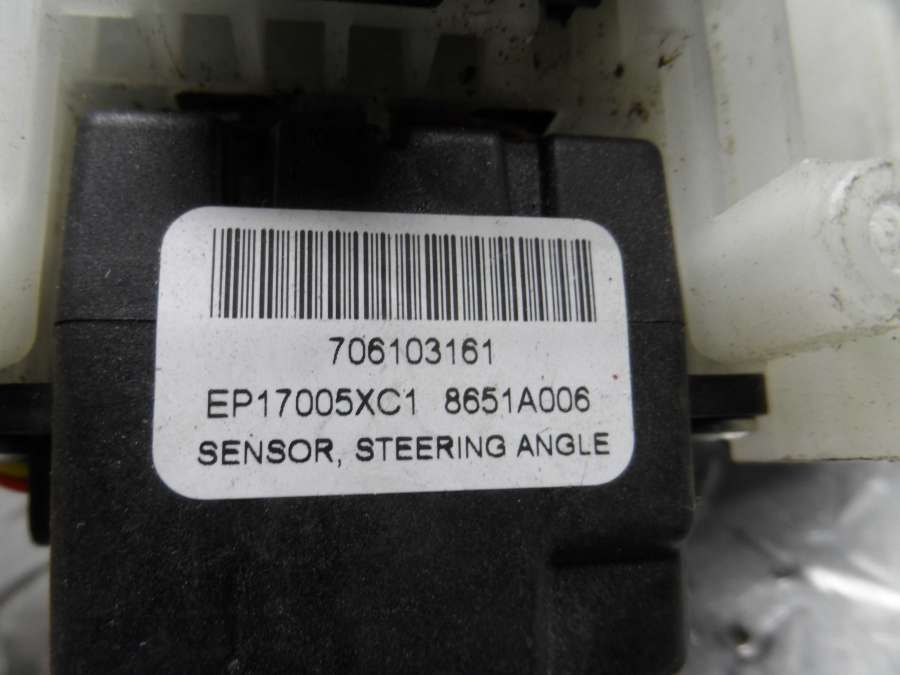 706103161
EP17005XC1 8651A006
SENSOR, STEERING ANGLE